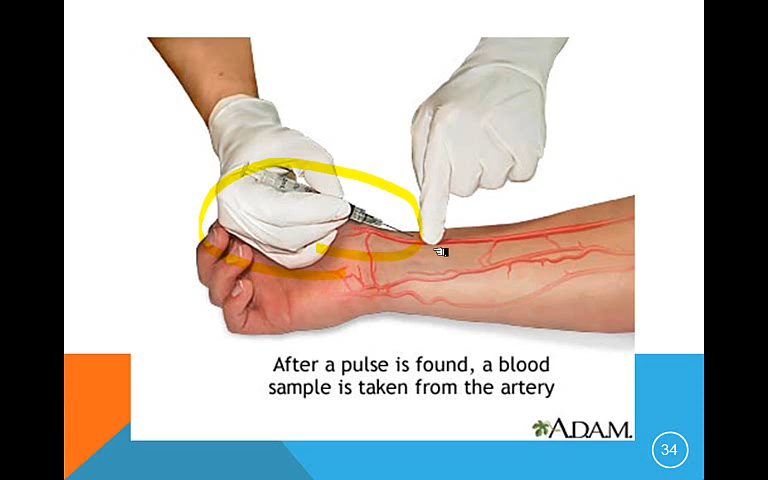 After a pulse is found, a blood
sample is taken from the artery
A.D.A.M.
34